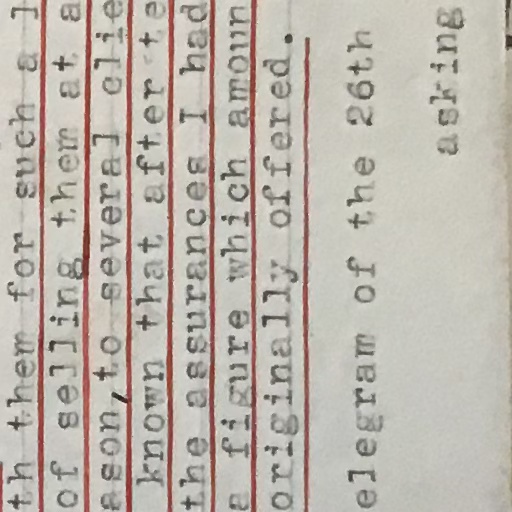 th them for such a l
of selling them at a
ason, to several clie
known that after te
the assurances I had
a figure which amoun
originally offered.
elegram of the 26th
asking